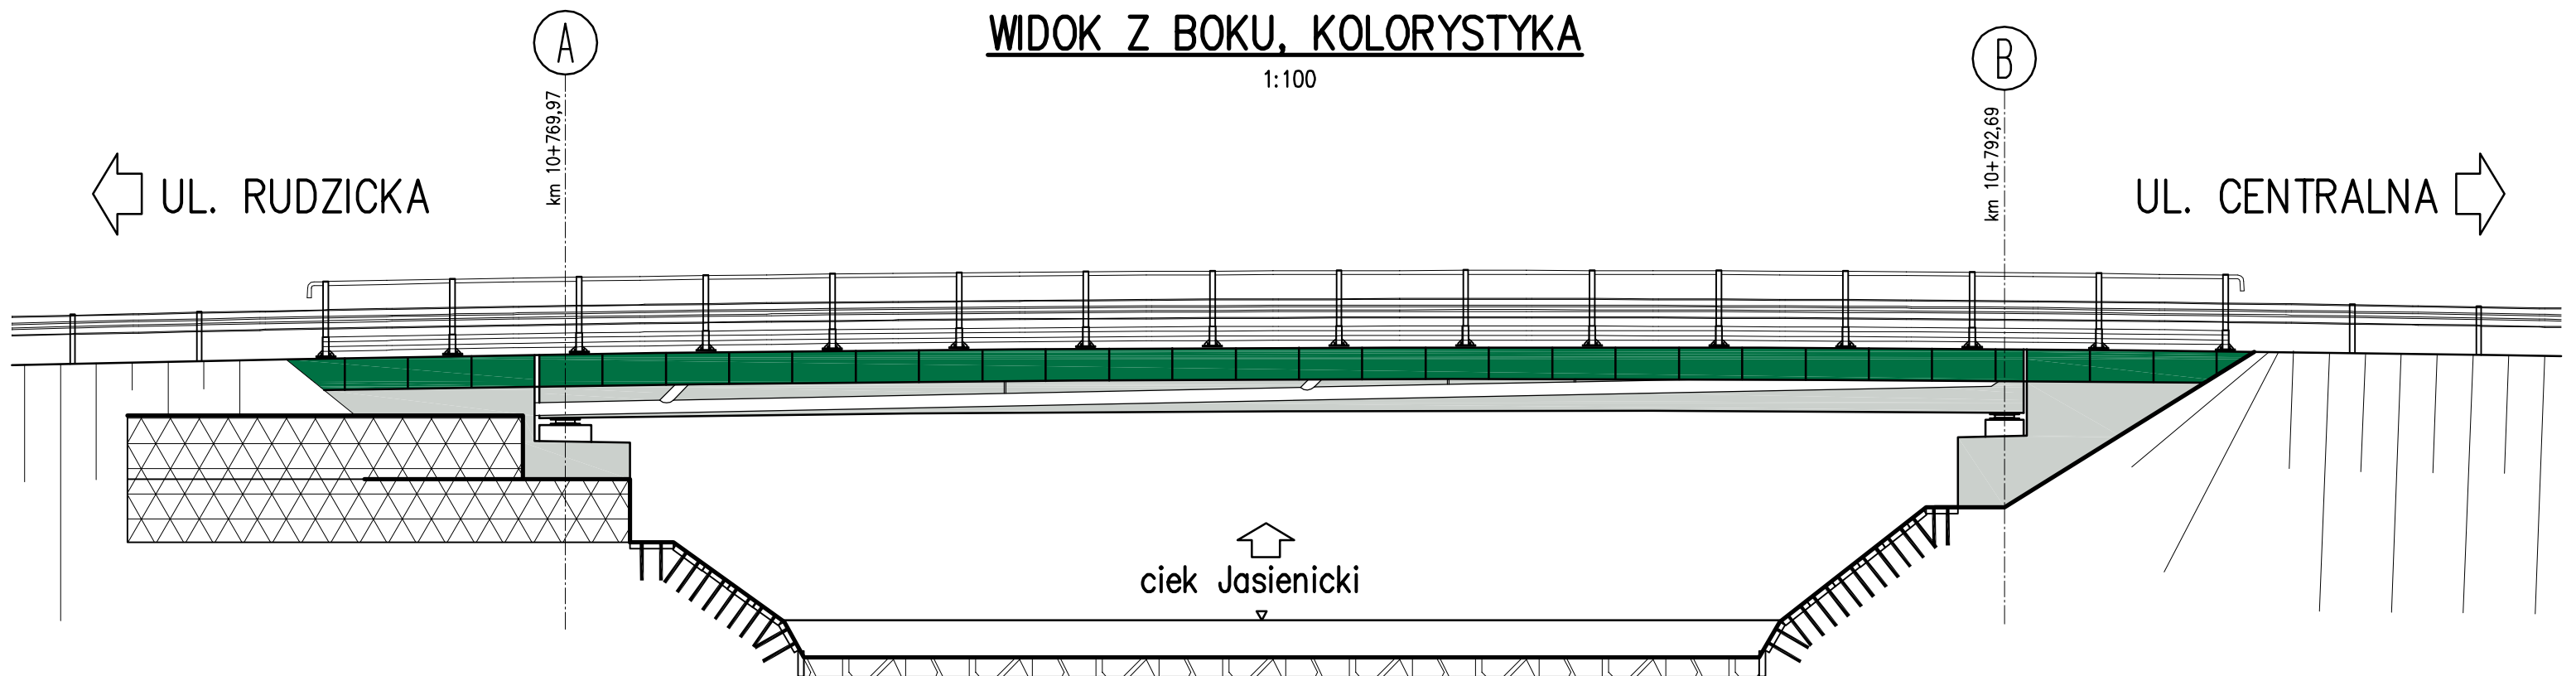 WIDOK Z BOKU, KOLORYSTYKA
1:100
A
B
km 10+769,97
km 10+792,69
UL. RUDZICKA
UL. CENTRALNA
ciek Jasienicki